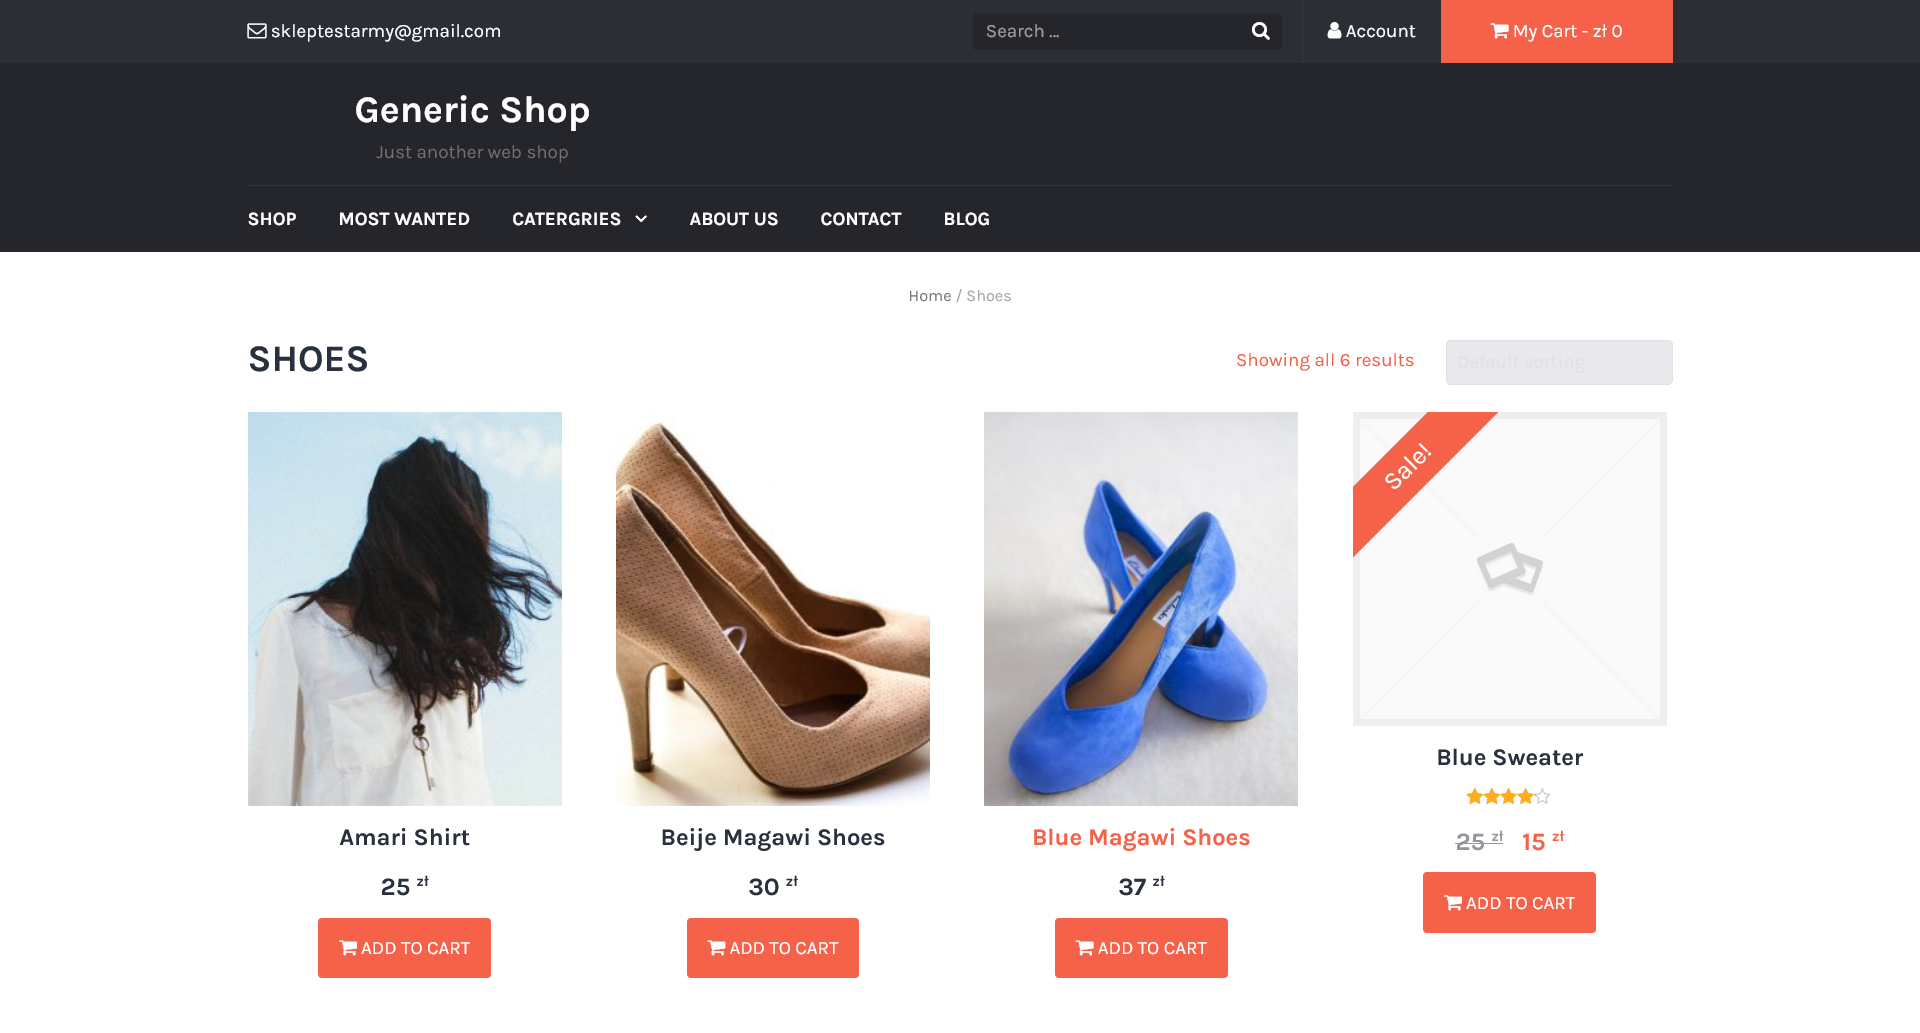 skleptestarmy@gmail.com
Search ...
Account
My Cart - zł 0
Generic Shop
Just another web shop
SHOP
MOST WANTED
CATERGRIES
ABOUT US
CONTACT
BLOG
Home / Shoes
SHOES
Showing all 6 results
Default sorting
Sale!
Amari Shirt
25 zł
ADD TO CART
Beije Magawi Shoes
30 zł
ADD TO CART
Clarks
Blue Magawi Shoes
37 zł
ADD TO CART
Blue Sweater
25 zł 15 zł
ADD TO CART